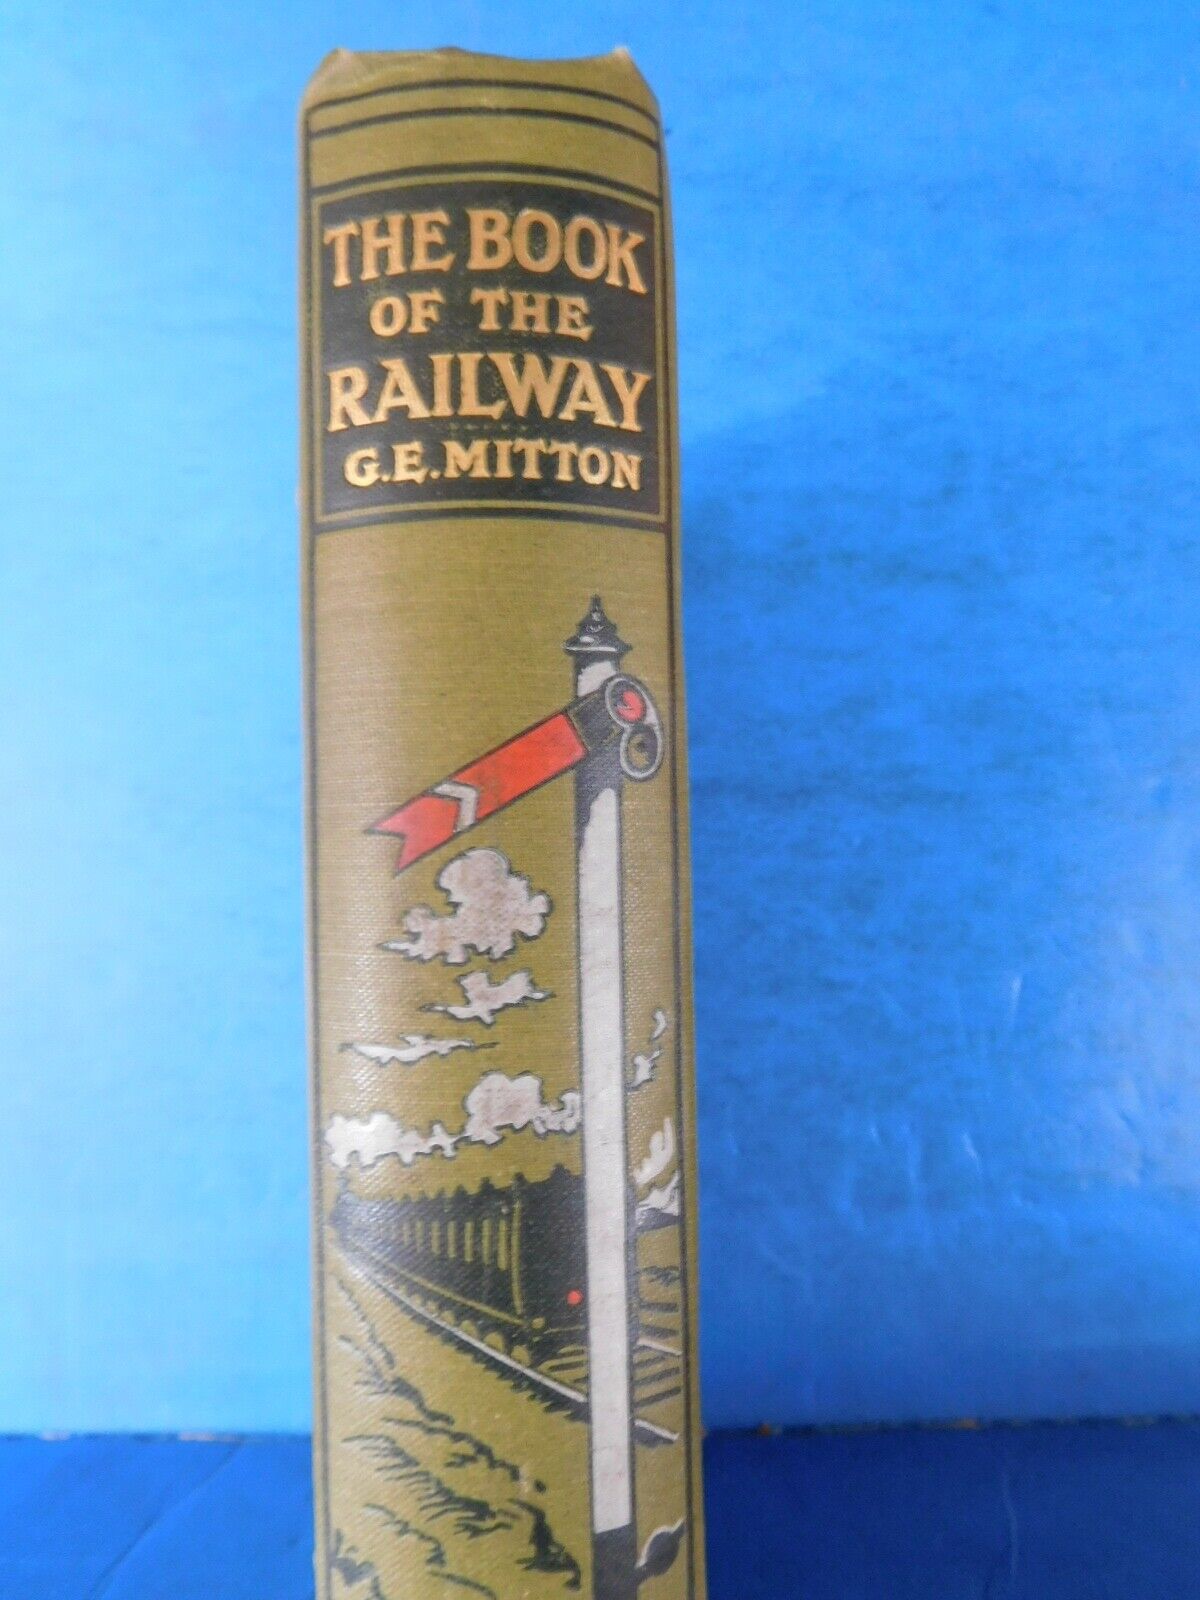 THE BOOK
OF THE
RAILWAY
G.E. MITTON